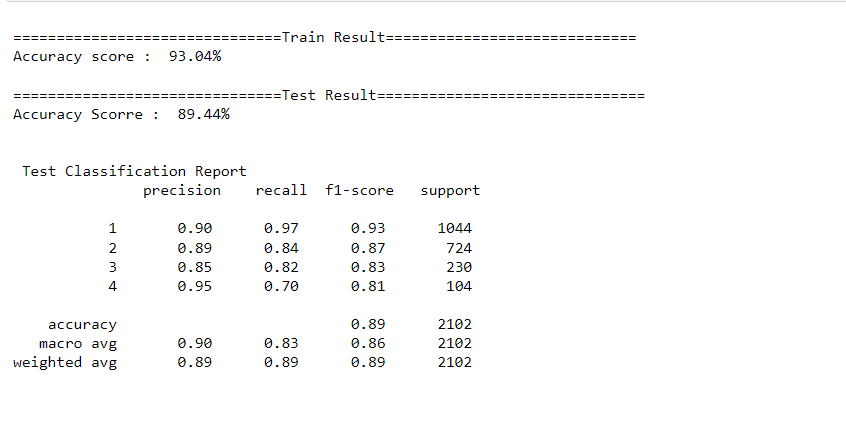 ===============================Train Result=============================
Accuracy score :  93.04%
===============================Test Result===============================
Accuracy Scorre :  89.44%
Test Classification Report
precision    recall  f1-score   support
1       0.90      0.97      0.93      1044
2       0.89      0.84      0.87       724
3       0.85      0.82      0.83       230
4       0.95      0.70      0.81       104
accuracy                           0.89      2102
macro avg       0.90      0.83      0.86      2102
weighted avg       0.89      0.89      0.89      2102